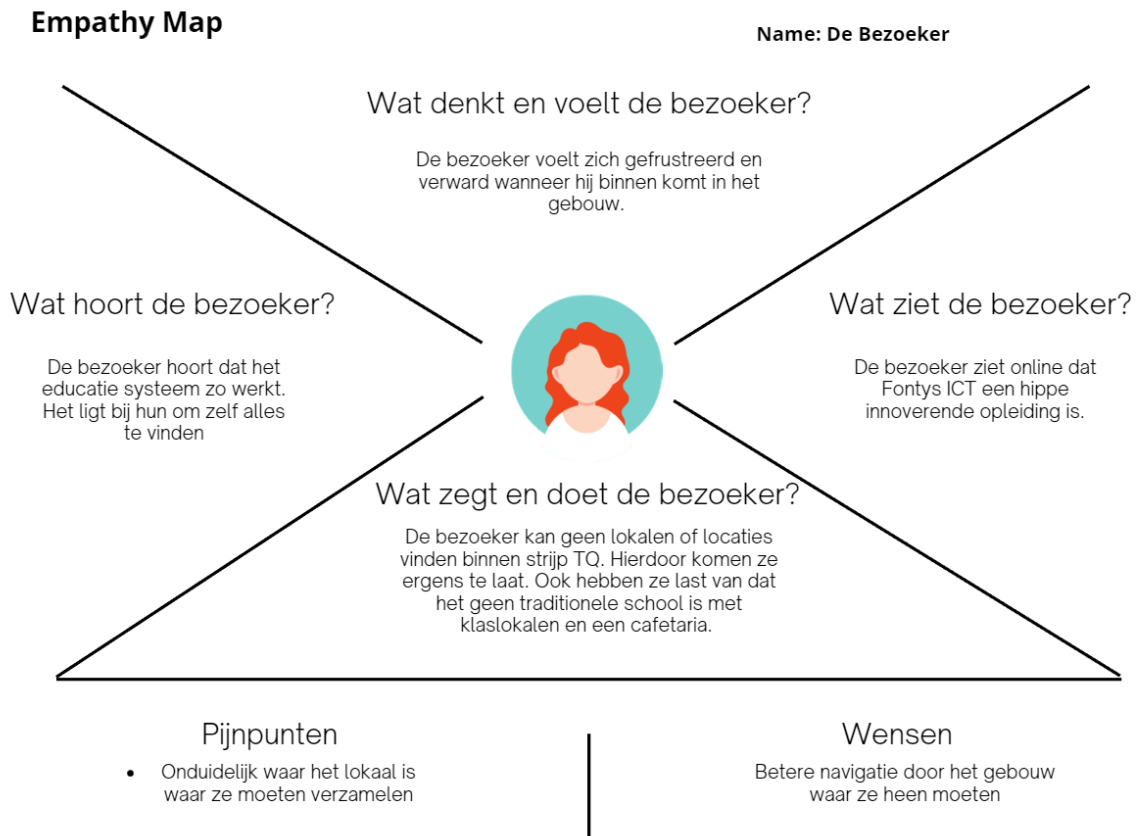 Empathy Map
Name: De Bezoeker
Wat denkt en voelt de bezoeker?
De bezoeker voelt zich gefrustreerd en
verward wanneer hij binnen komt in het
gebouw.
Wat hoort de bezoeker?
De bezoeker hoort dat het
educatie systeem zo werkt.
Het ligt bij hun om zelf alles
te vinden
Wat ziet de bezoeker?
De bezoeker ziet online dat
Fontys ICT een hippe
innoverende opleiding is.
Wat zegt en doet de bezoeker?
De bezoeker kan geen lokalen of locaties
vinden binnen strijp TQ. Hierdoor komen ze
ergens te laat. Ook hebben ze last van dat
het geen traditionele school is met
klaslokalen en een cafetaria.
Pijnpunten
• Onduidelijk waar het lokaal is
waar ze moeten verzamelen
Wensen
Betere navigatie door het gebouw
waar ze heen moeten